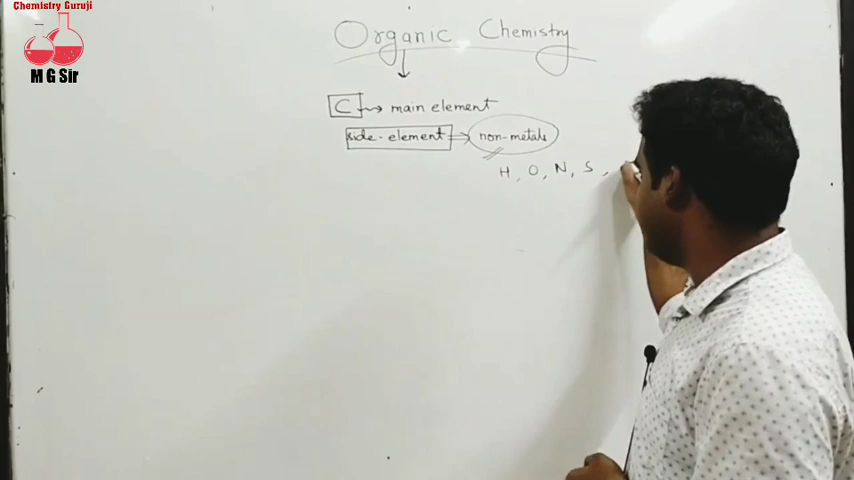 Chemistry Guruji
M G Sir
Organic Chemistry
C → main element
side-element ⇒ non-metals
H, O, N, S,